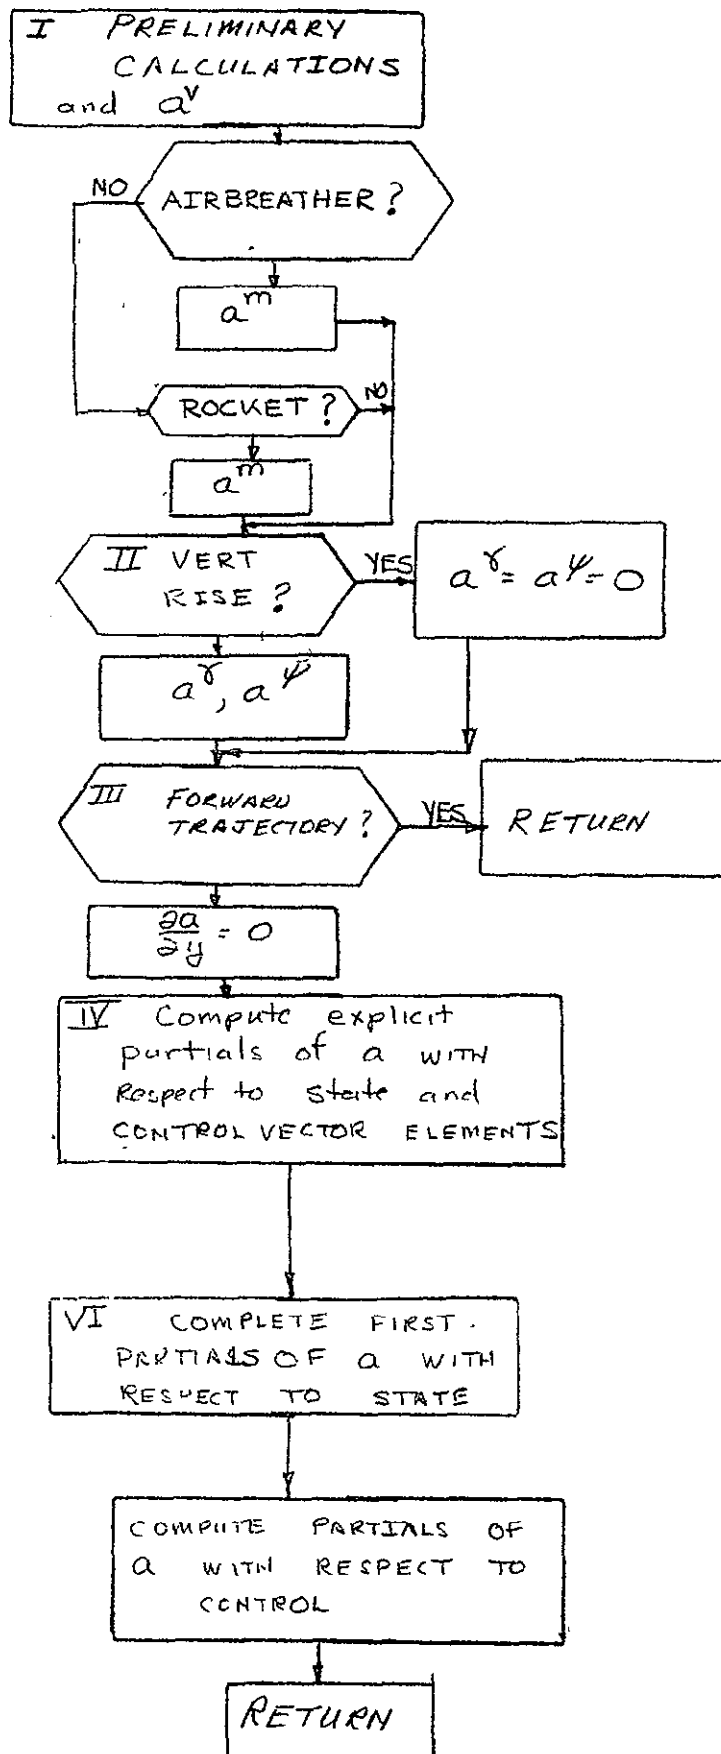 I PRELIMINARY
CALCULATIONS
and a^v
NO
AIRBREATHER?
a^m
ROCKET?
NO
a^m
II VERT
RISE?
YES
a^γ = a^ψ = 0
a^γ, a^ψ
III FORWARD
TRAJECTORY?
YES
RETURN
∂a/∂y = 0
IV Compute explicit
partials of a WITH
Respect to state and
CONTROL VECTOR ELEMENTS
VI COMPLETE FIRST
PARTIALS OF a WITH
RESPECT TO STATE
COMPUTE PARTIALS OF
a WITH RESPECT TO
CONTROL
RETURN